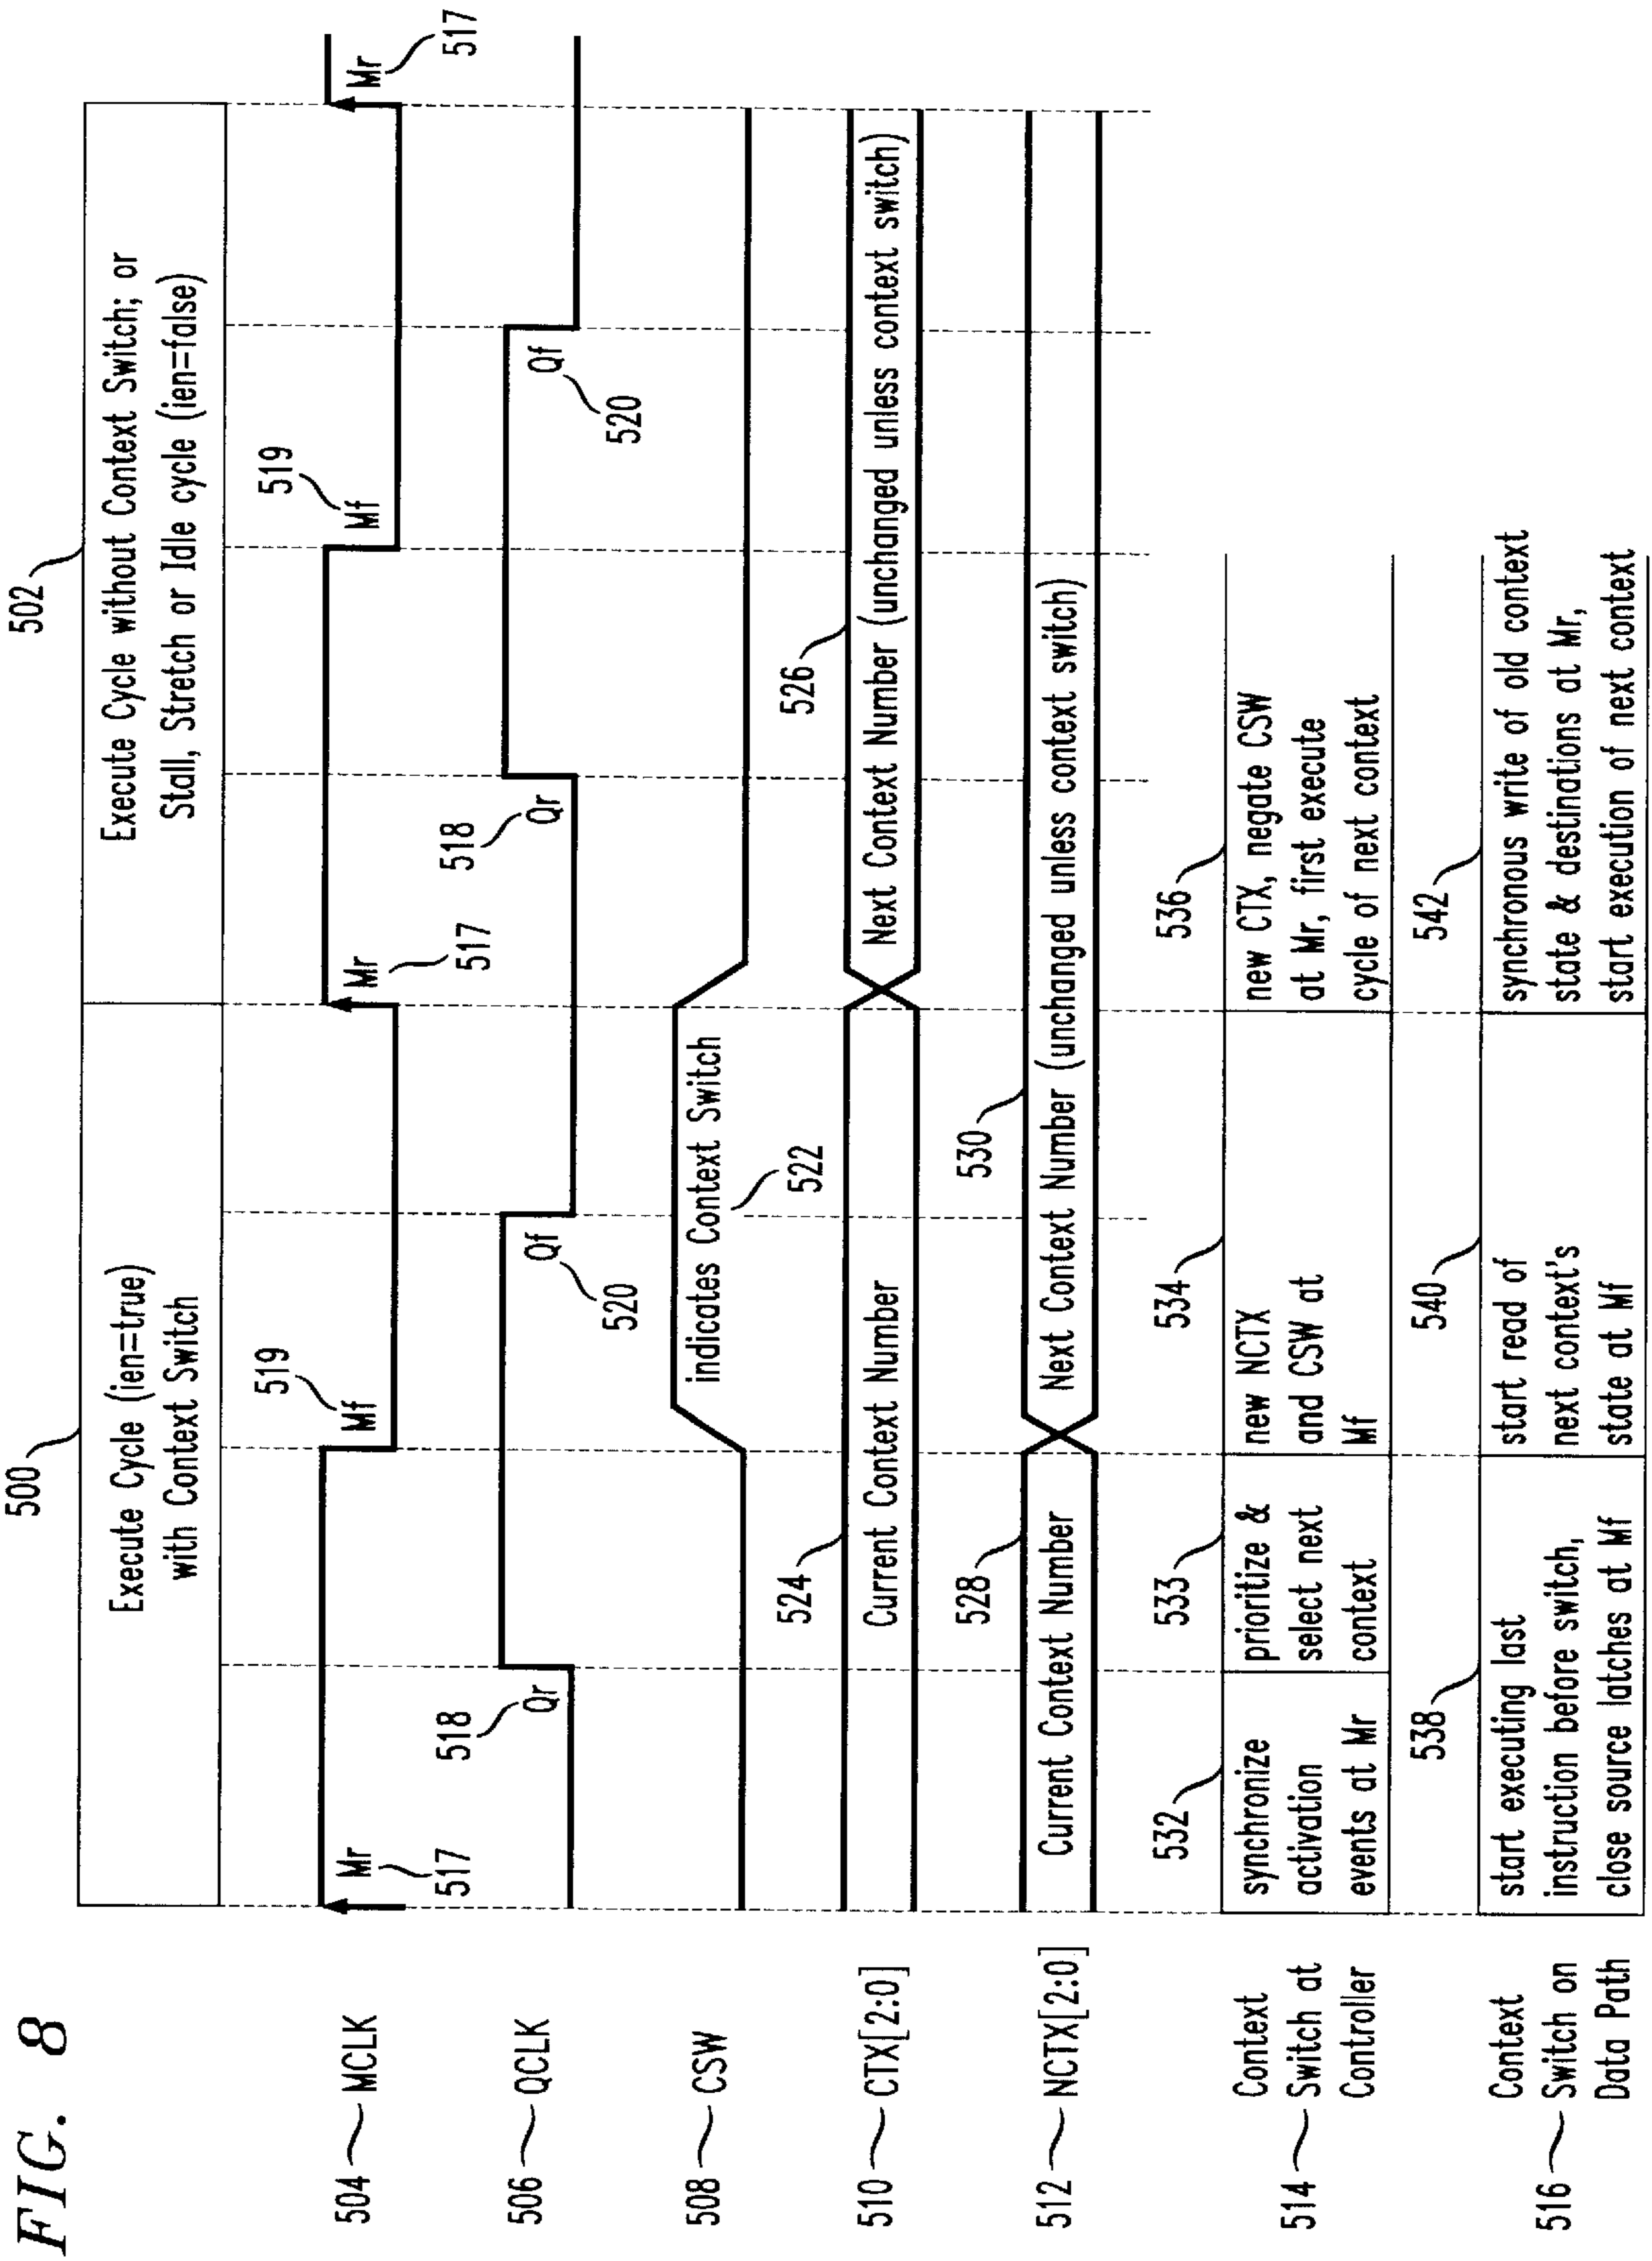 FIG. 8
500
502
Execute Cycle (ien=true)
with Context Switch
Execute Cycle without Context Switch; or
Stall, Stretch or Idle cycle (ien=false)
504 MCLK
Mr
517
519
Mf
Mr
517
519
Mf
Mr
517
506 QCLK
518
Qr
Qf
520
518
Qr
Qf
520
508 CSW
indicates Context Switch
522
510 CTX[2:0]
524
Current Context Number
526
Next Context Number (unchanged unless context switch)
512 NCTX[2:0]
528
Current Context Number
530
Next Context Number (unchanged unless context switch)
Context
514 Switch at
Controller
532
synchronize
activation
events at Mr
533
prioritize &
select next
context
534
new NCTX
and CSW at
Mf
536
new CTX, negate CSW
at Mr, first execute
cycle of next context
Context
516 Switch on
Data Path
538
start executing last
instruction before switch,
close source latches at Mf
540
start read of
next context's
state at Mf
542
synchronous write of old context
state & destinations at Mr,
start execution of next context